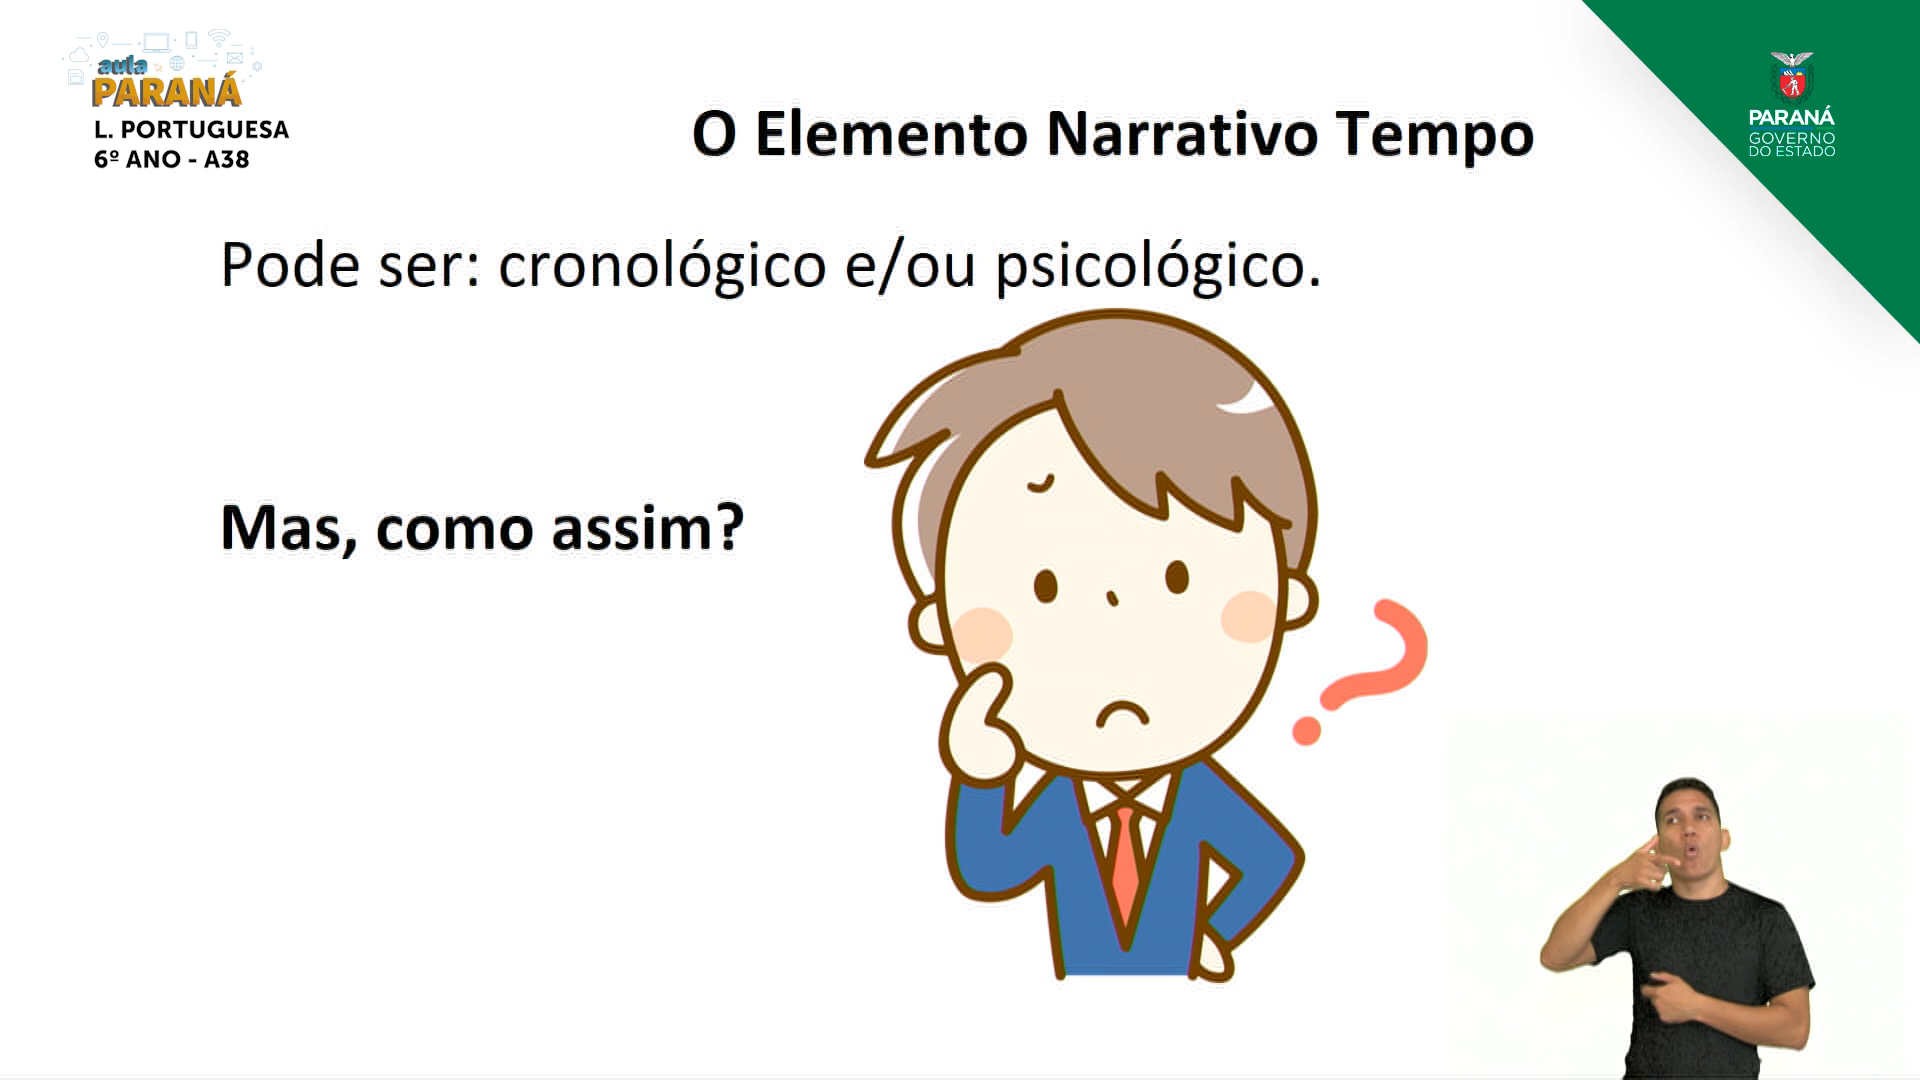 aula
PARANÁ
L. PORTUGUESA
6º ANO - A38
O Elemento Narrativo Tempo
PARANÁ
GOVERNO
DO ESTADO
Pode ser: cronológico e/ou psicológico.
Mas, como assim?